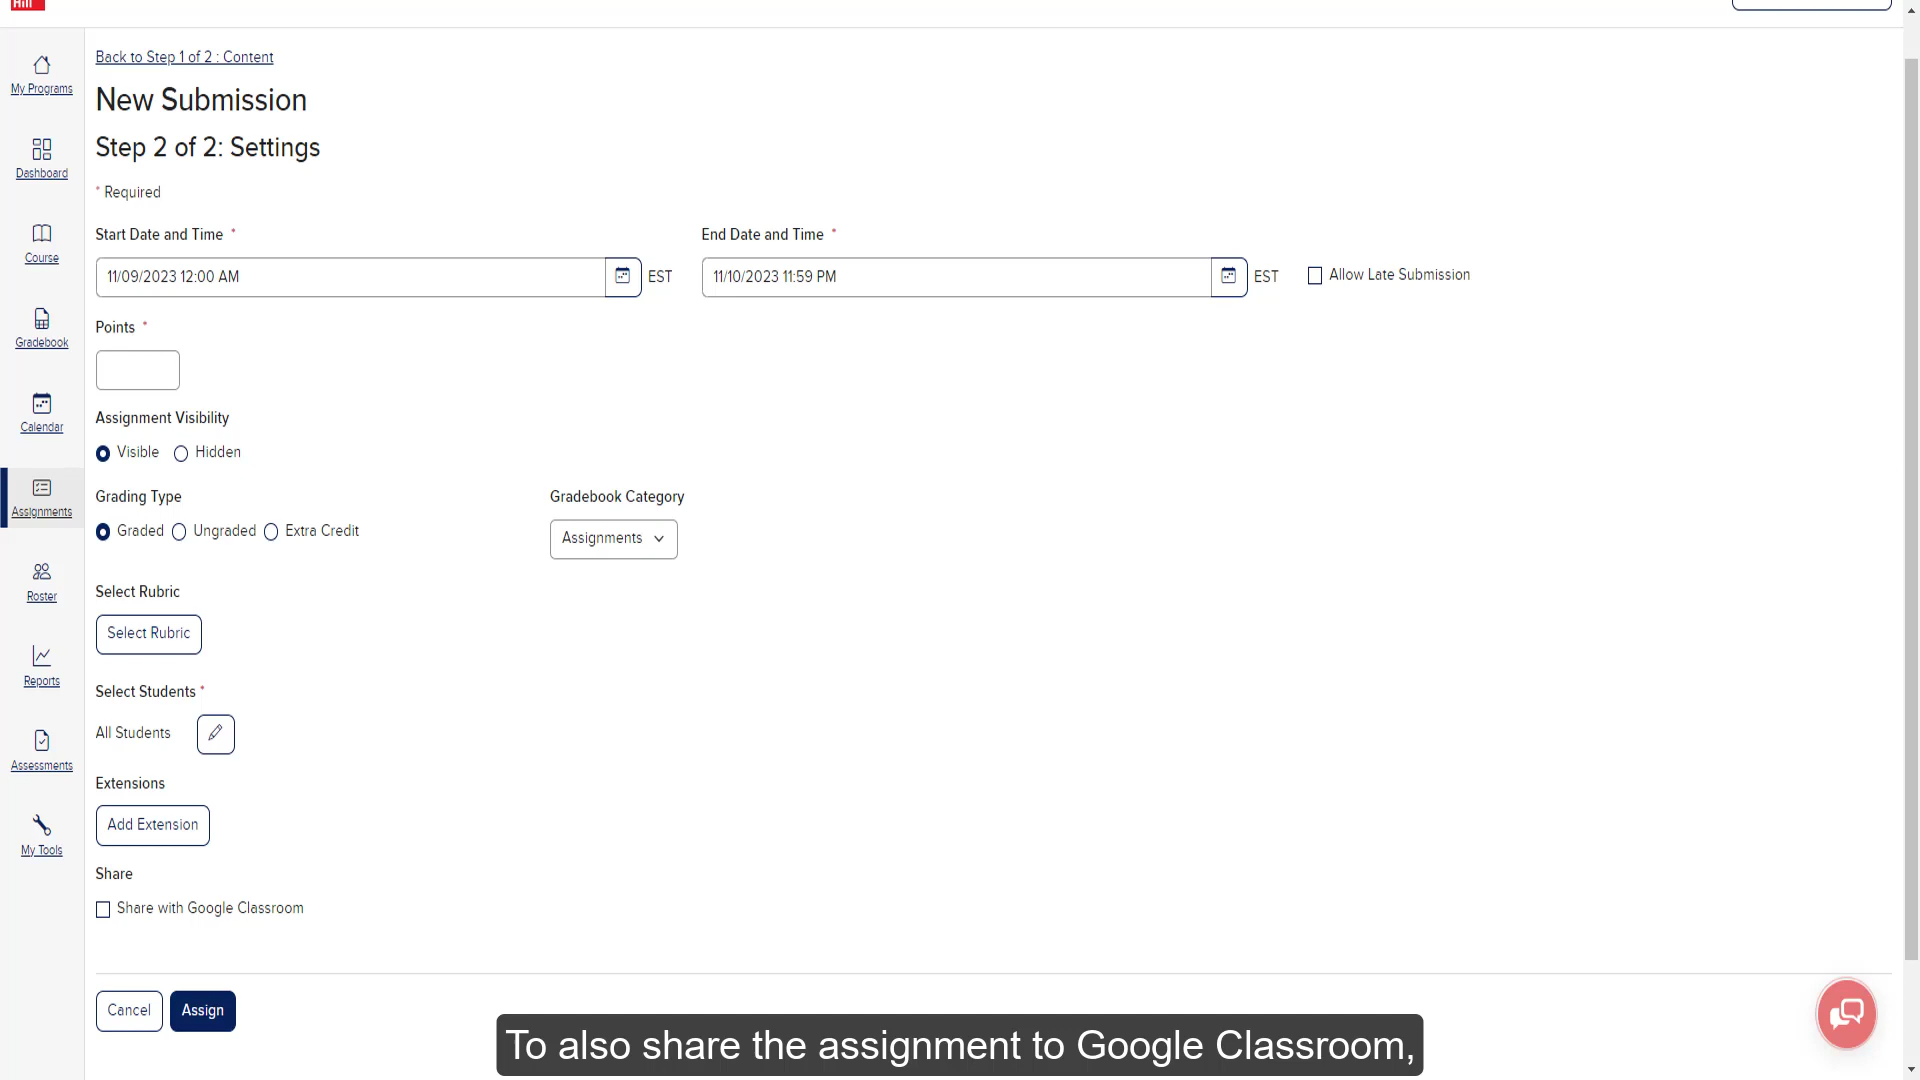 Hill
Back to Step 1 of 2 : Content
New Submission
Step 2 of 2: Settings
* Required
Start Date and Time *
End Date and Time *
11/09/2023 12:00 AM
EST
11/10/2023 11:59 PM
EST
Allow Late Submission
Points *
Assignment Visibility
Visible
Hidden
Grading Type
Gradebook Category
Graded
Ungraded
Extra Credit
Assignments
Select Rubric
Select Rubric
Select Students *
All Students
Extensions
Add Extension
Share
Share with Google Classroom
Cancel
Assign
My Programs
Dashboard
Course
Gradebook
Calendar
Assignments
Roster
Reports
Assessments
My Tools
To also share the assignment to Google Classroom,